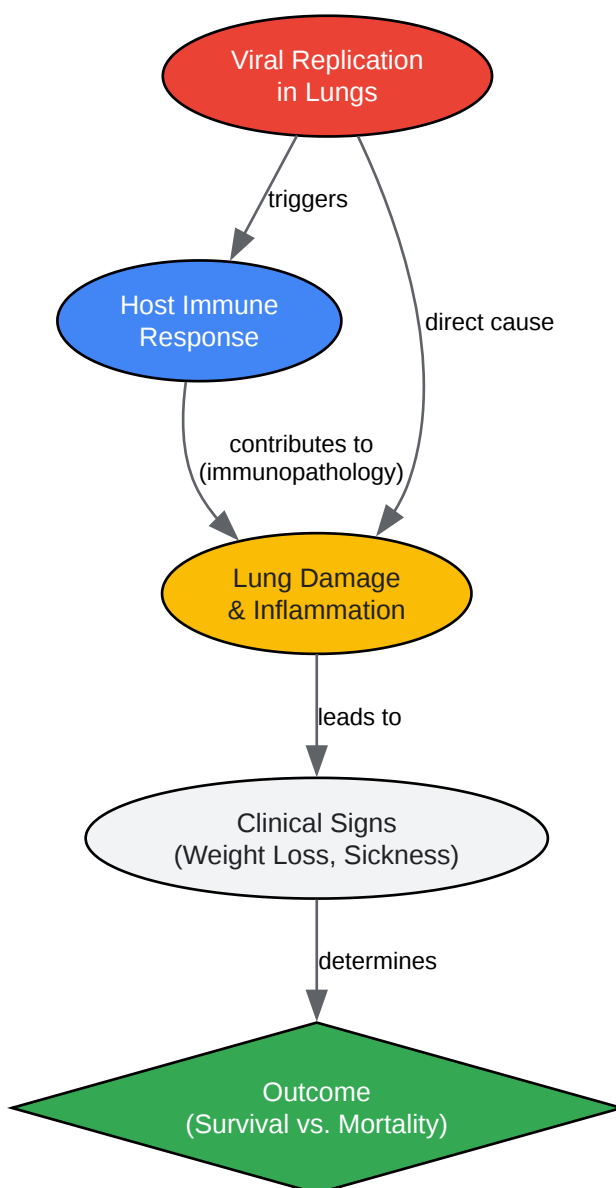 Viral Replication
in Lungs
triggers
Host Immune
Response
direct cause
contributes to
(immunopathology)
Lung Damage
& Inflammation
leads to
Clinical Signs
(Weight Loss, Sickness)
determines
Outcome
(Survival vs. Mortality)